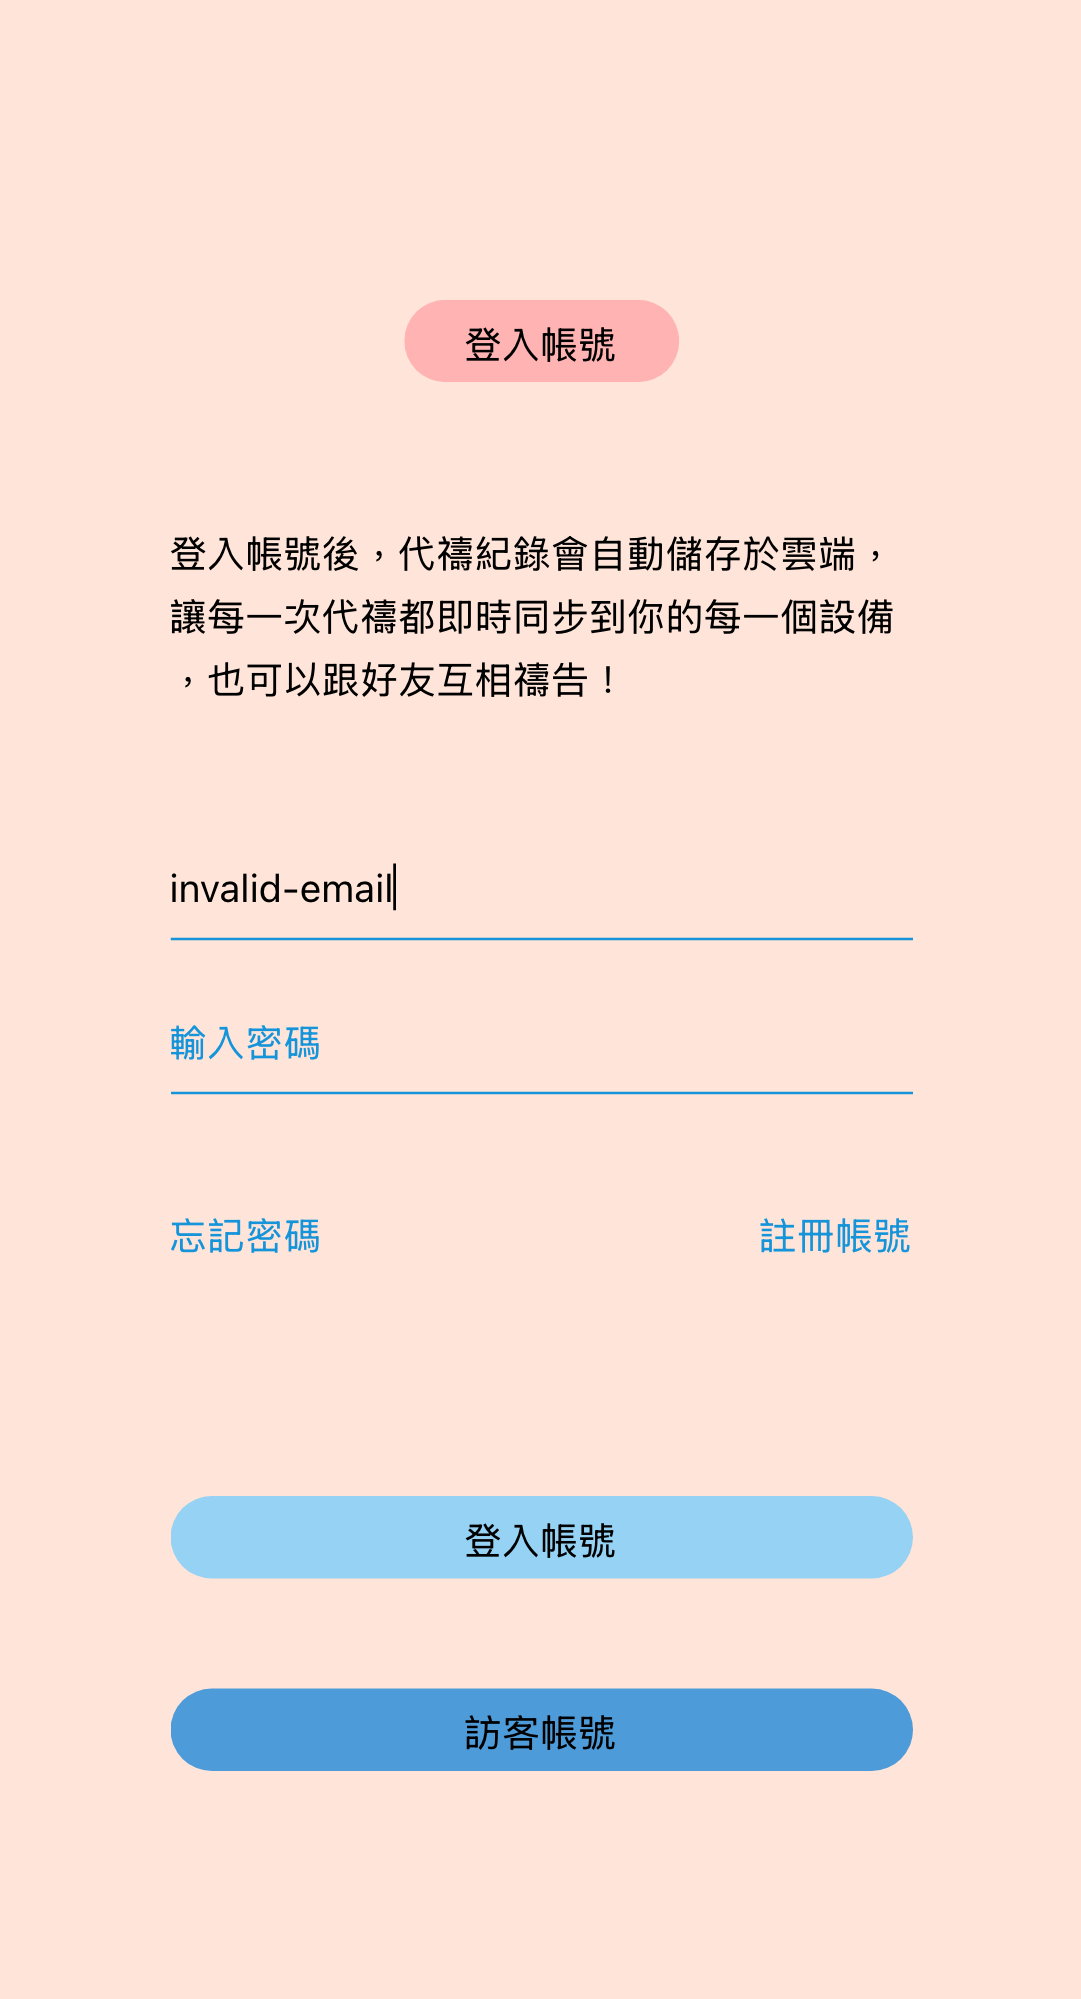 登入帳號
登入帳號後，代禱紀錄會自動儲存於雲端，
讓每一次代禱都即時同步到你的每一個設備
，也可以跟好友互相禱告！
invalid-email
輸入密碼
忘記密碼 註冊帳號
登入帳號
訪客帳號